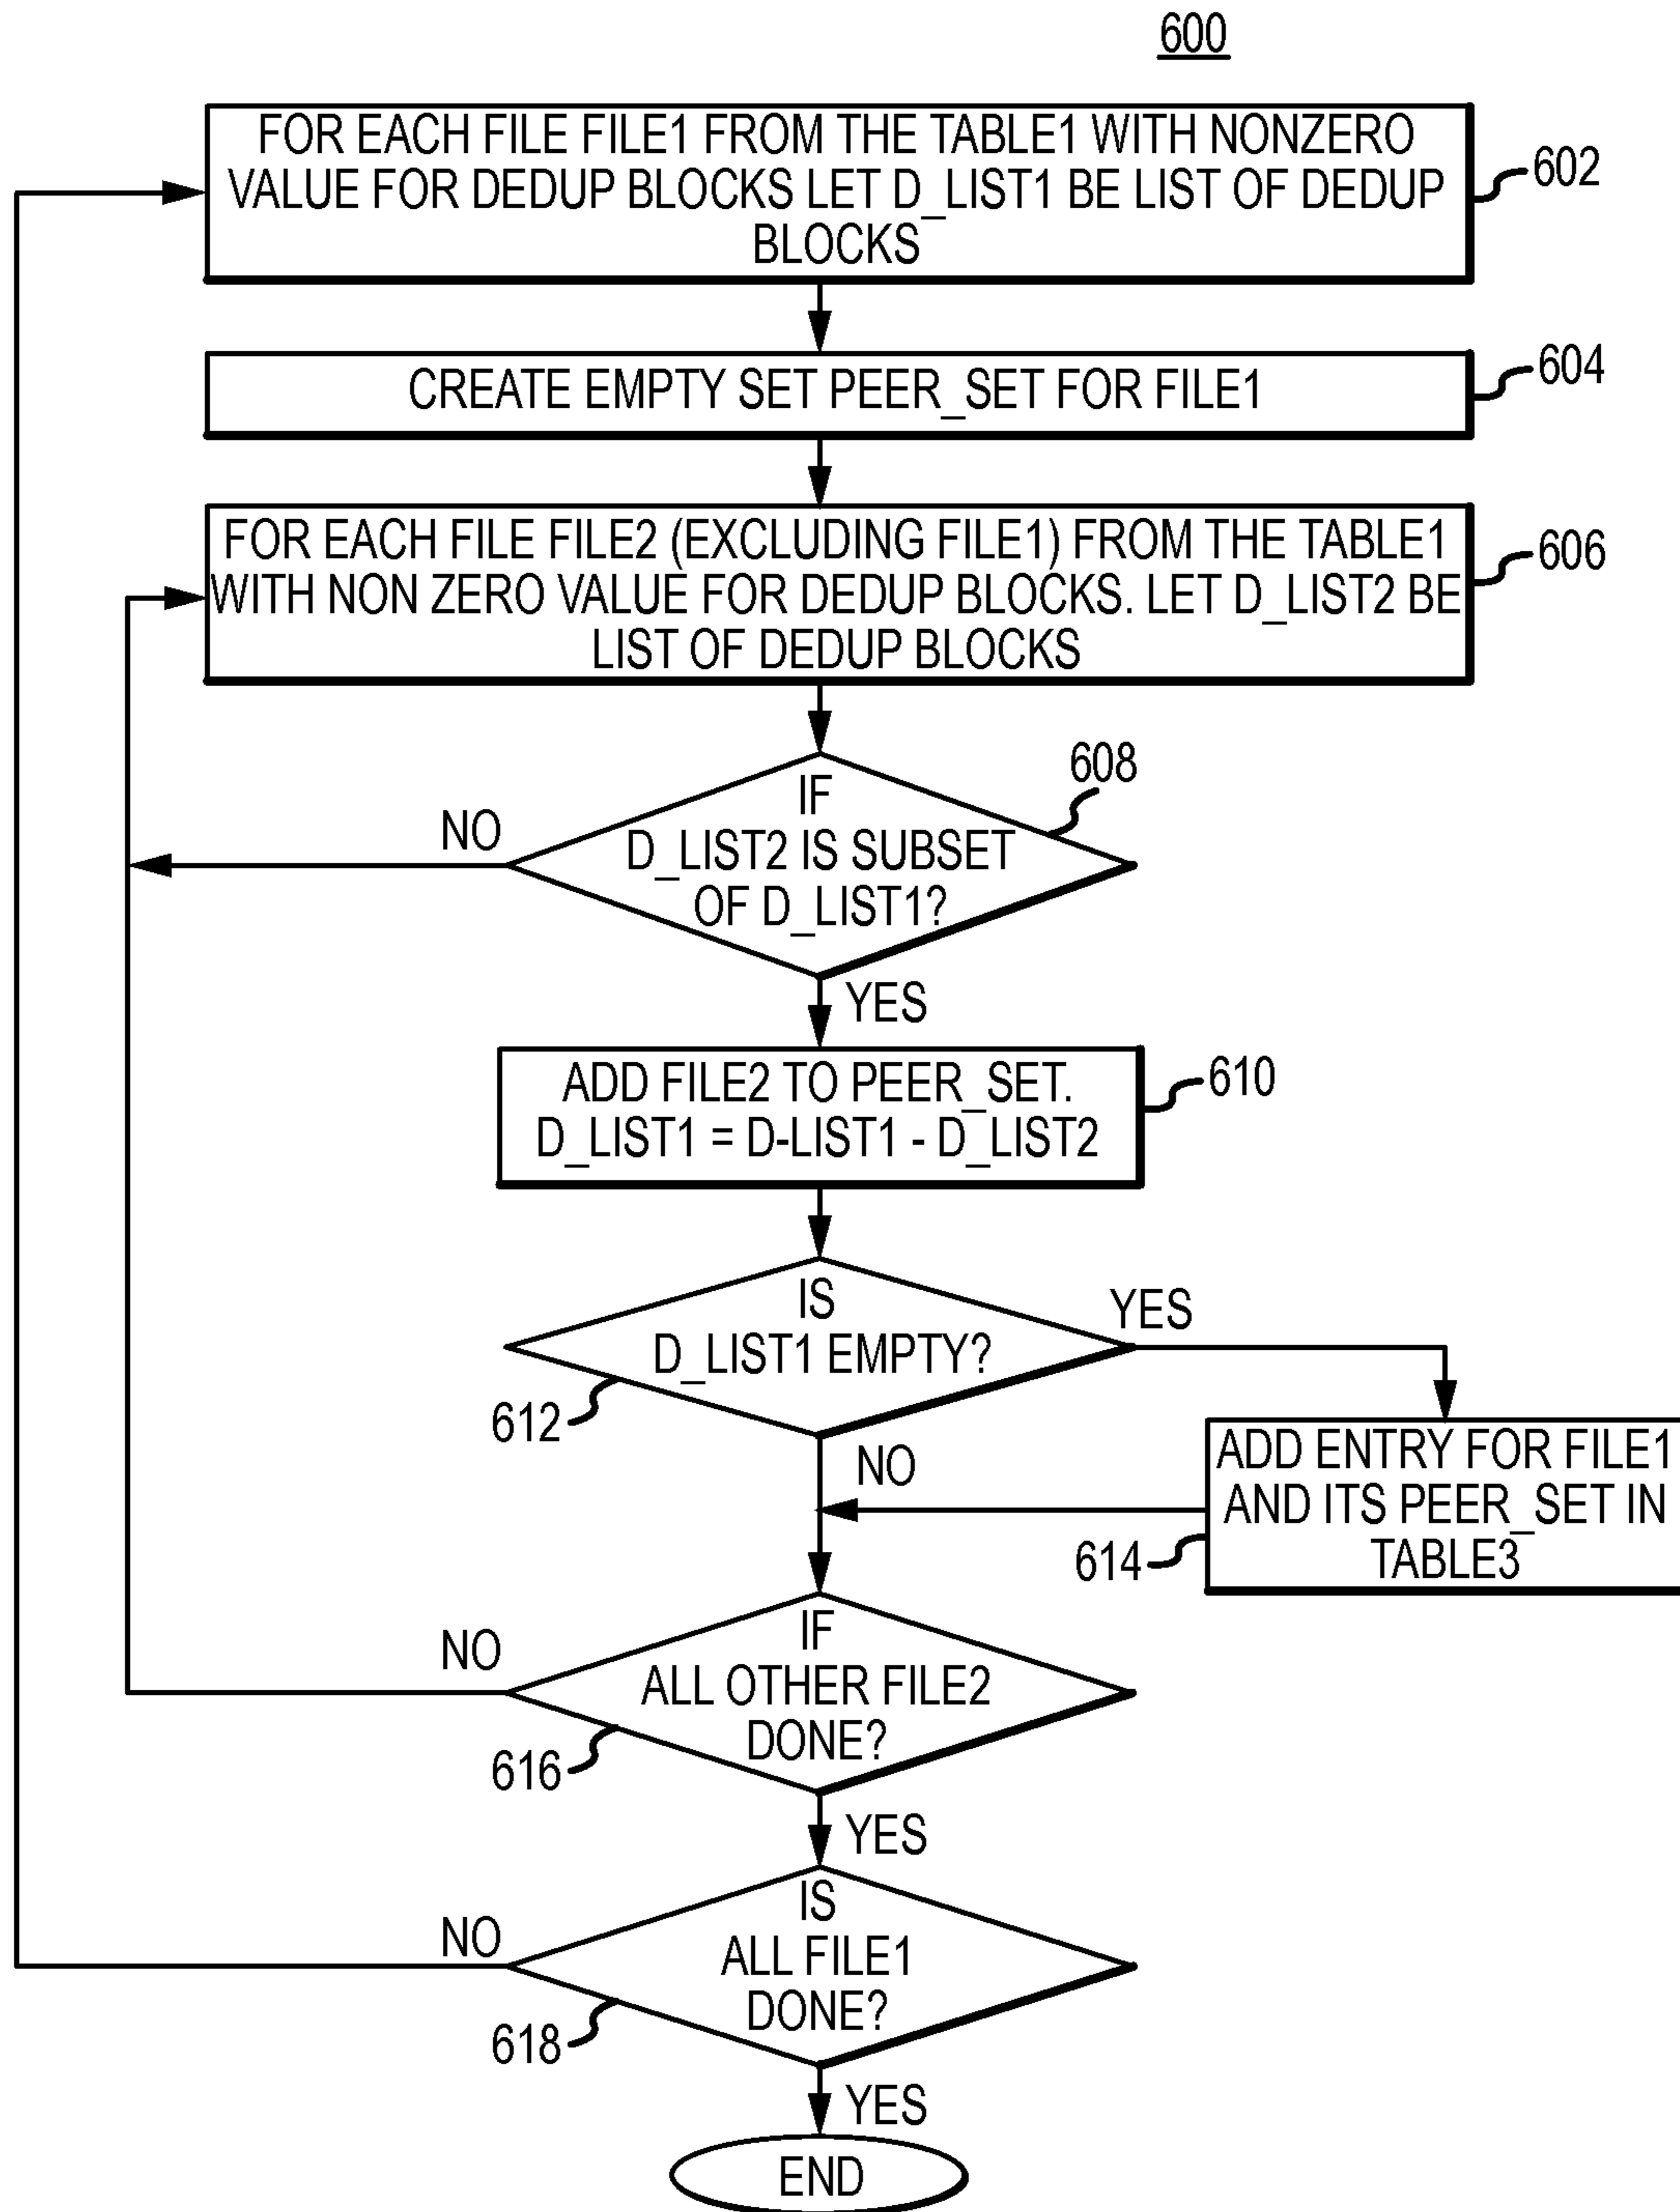 600
FOR EACH FILE FILE1 FROM THE TABLE1 WITH NONZERO
VALUE FOR DEDUP BLOCKS LET D_LIST1 BE LIST OF DEDUP
BLOCKS
602
CREATE EMPTY SET PEER_SET FOR FILE1
604
FOR EACH FILE FILE2 (EXCLUDING FILE1) FROM THE TABLE1
WITH NON ZERO VALUE FOR DEDUP BLOCKS. LET D_LIST2 BE
LIST OF DEDUP BLOCKS
606
IF
D_LIST2 IS SUBSET
OF D_LIST1?
608
NO
YES
ADD FILE2 TO PEER_SET.
D_LIST1 = D-LIST1 - D_LIST2
610
IS
D_LIST1 EMPTY?
612
YES
NO
ADD ENTRY FOR FILE1
AND ITS PEER_SET IN
TABLE3
614
IF
ALL OTHER FILE2
DONE?
616
NO
YES
IS
ALL FILE1
DONE?
618
NO
YES
END